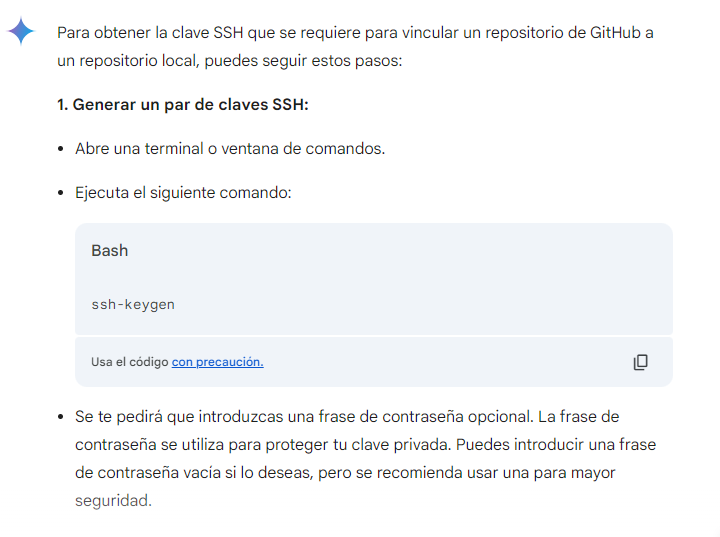 Para obtener la clave SSH que se requiere para vincular un repositorio de GitHub a
un repositorio local, puedes seguir estos pasos:
1. Generar un par de claves SSH:
• Abre una terminal o ventana de comandos.
• Ejecuta el siguiente comando:
Bash
ssh-keygen
Usa el código con precaución.
• Se te pedirá que introduzcas una frase de contraseña opcional. La frase de
contraseña se utiliza para proteger tu clave privada. Puedes introducir una frase
de contraseña vacía si lo deseas, pero se recomienda usar una para mayor
seguridad.